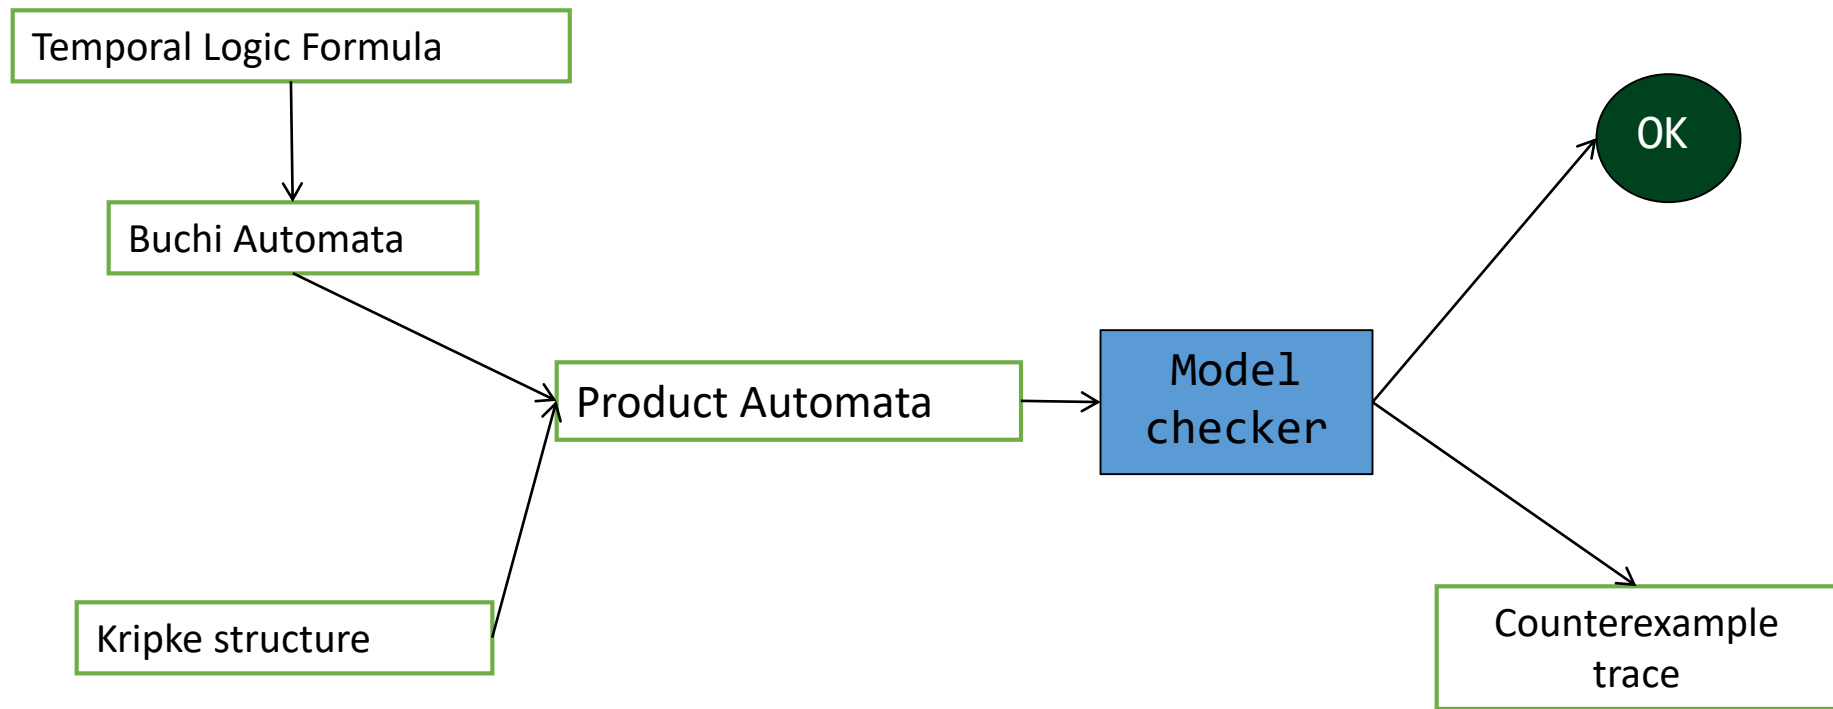 Temporal Logic Formula
OK
Buchi Automata
Model
checker
Product Automata
Kripke structure
Counterexample
trace